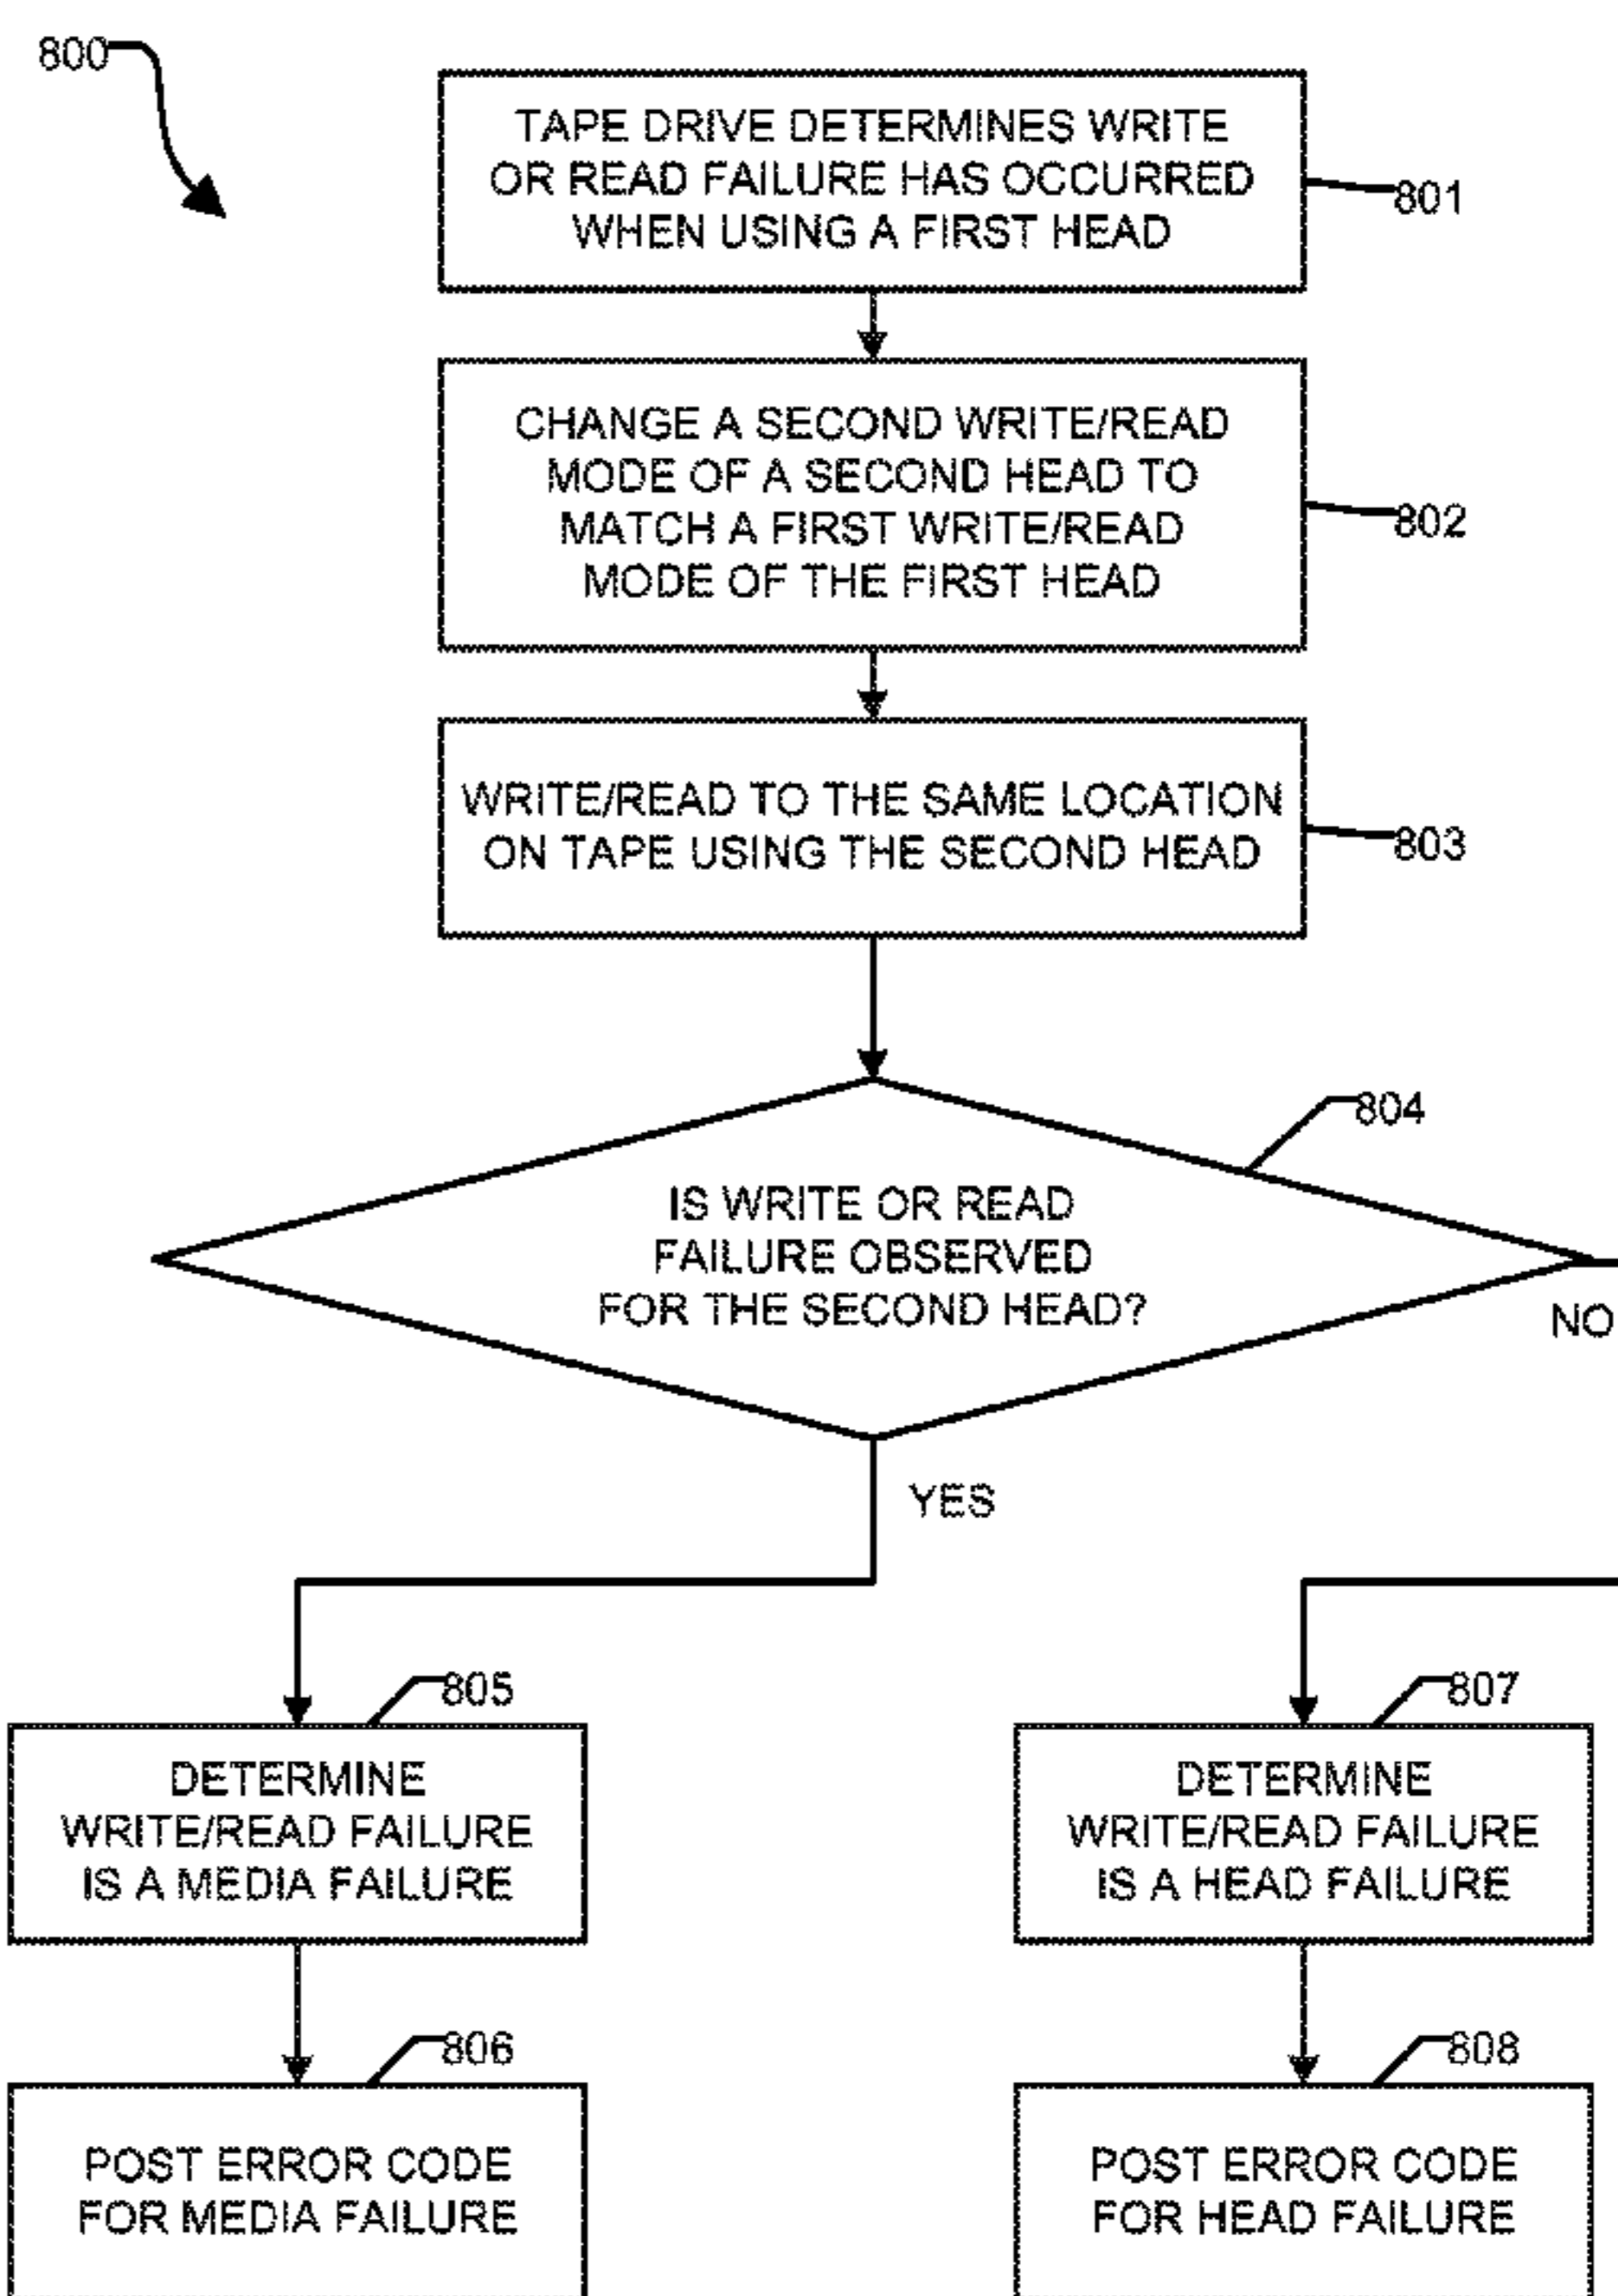 800
TAPE DRIVE DETERMINES WRITE
OR READ FAILURE HAS OCCURRED
WHEN USING A FIRST HEAD
801
CHANGE A SECOND WRITE/READ
MODE OF A SECOND HEAD TO
MATCH A FIRST WRITE/READ
MODE OF THE FIRST HEAD
802
WRITE/READ TO THE SAME LOCATION
ON TAPE USING THE SECOND HEAD
803
804
IS WRITE OR READ
FAILURE OBSERVED
FOR THE SECOND HEAD?
NO
YES
805
DETERMINE
WRITE/READ FAILURE
IS A MEDIA FAILURE
807
DETERMINE
WRITE/READ FAILURE
IS A HEAD FAILURE
806
POST ERROR CODE
FOR MEDIA FAILURE
808
POST ERROR CODE
FOR HEAD FAILURE